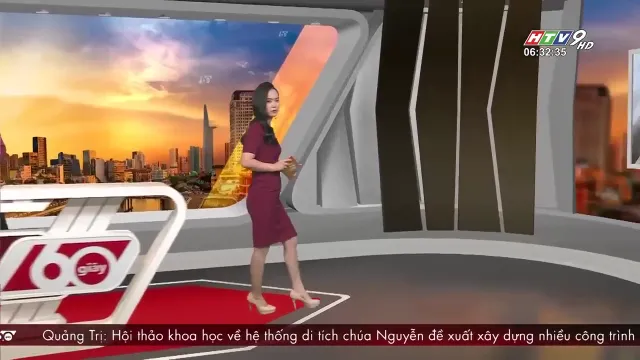 HTV9 HD
06:32:35
60 giây
Quảng Trị: Hội thảo khoa học về hệ thống di tích chúa Nguyễn đề xuất xây dựng nhiều công trình